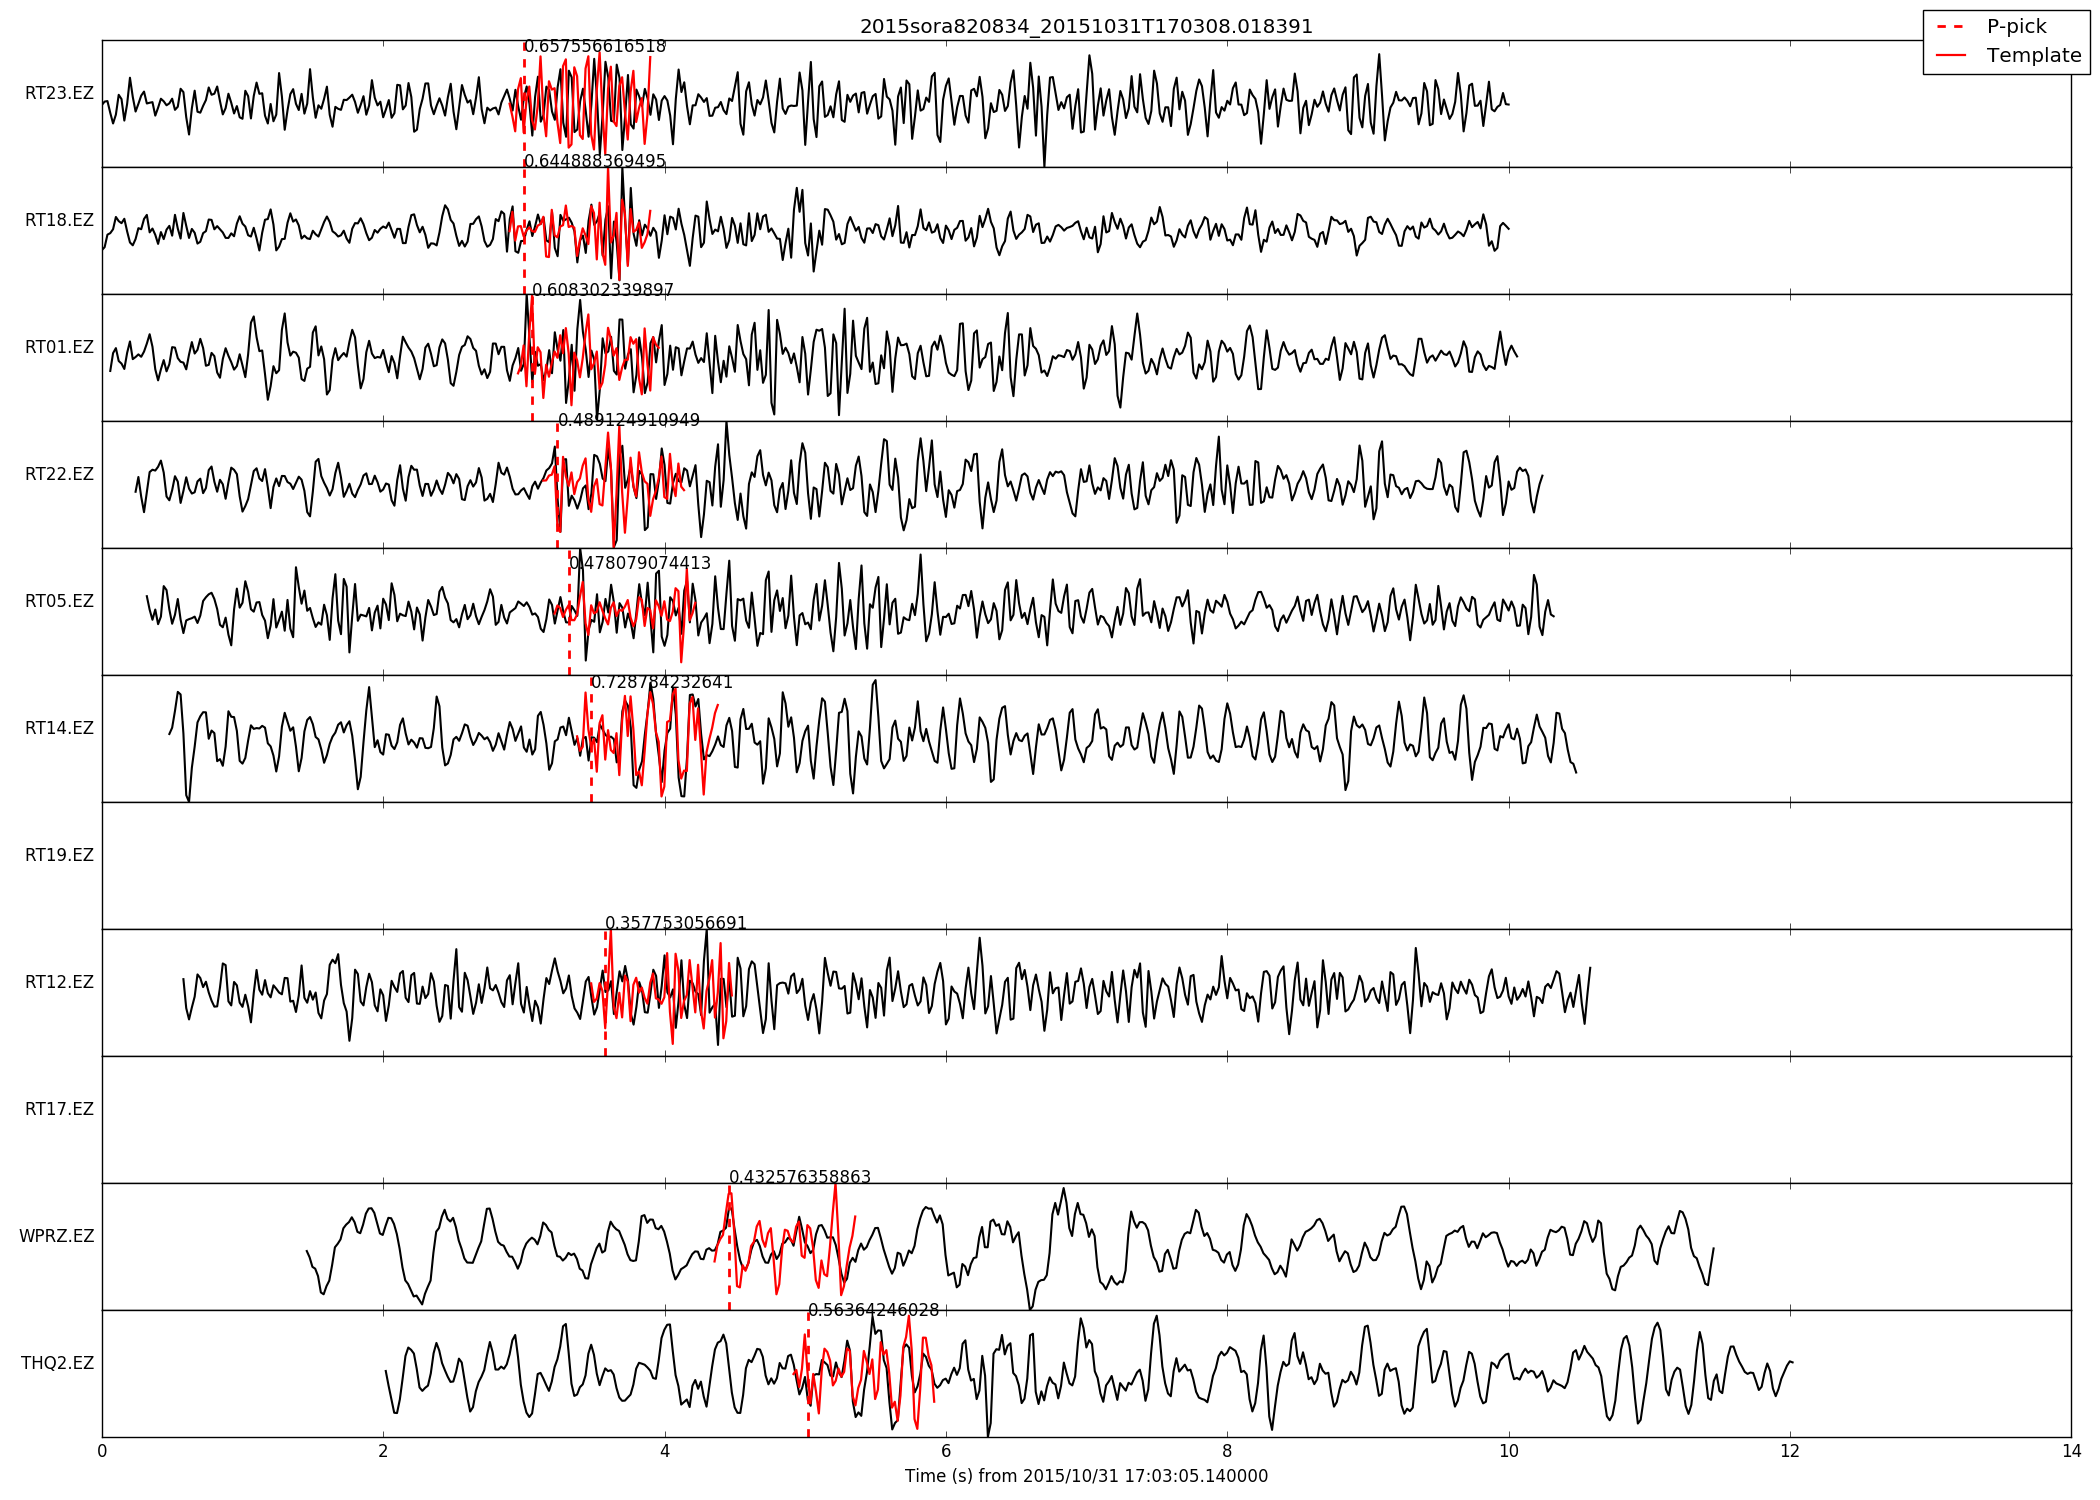 2015sora820834_20151031T170308.018391
P-pick
Template
RT23.EZ
0.657556616518
RT18.EZ
0.644888369495
RT01.EZ
0.608302339897
RT22.EZ
0.489124910949
RT05.EZ
0.478079074413
RT14.EZ
0.728784232641
RT19.EZ
RT12.EZ
0.357753056691
RT17.EZ
WPRZ.EZ
0.432576358863
THQ2.EZ
0.56364246028
0 2 4 6 8 10 12 14
Time (s) from 2015/10/31 17:03:05.140000